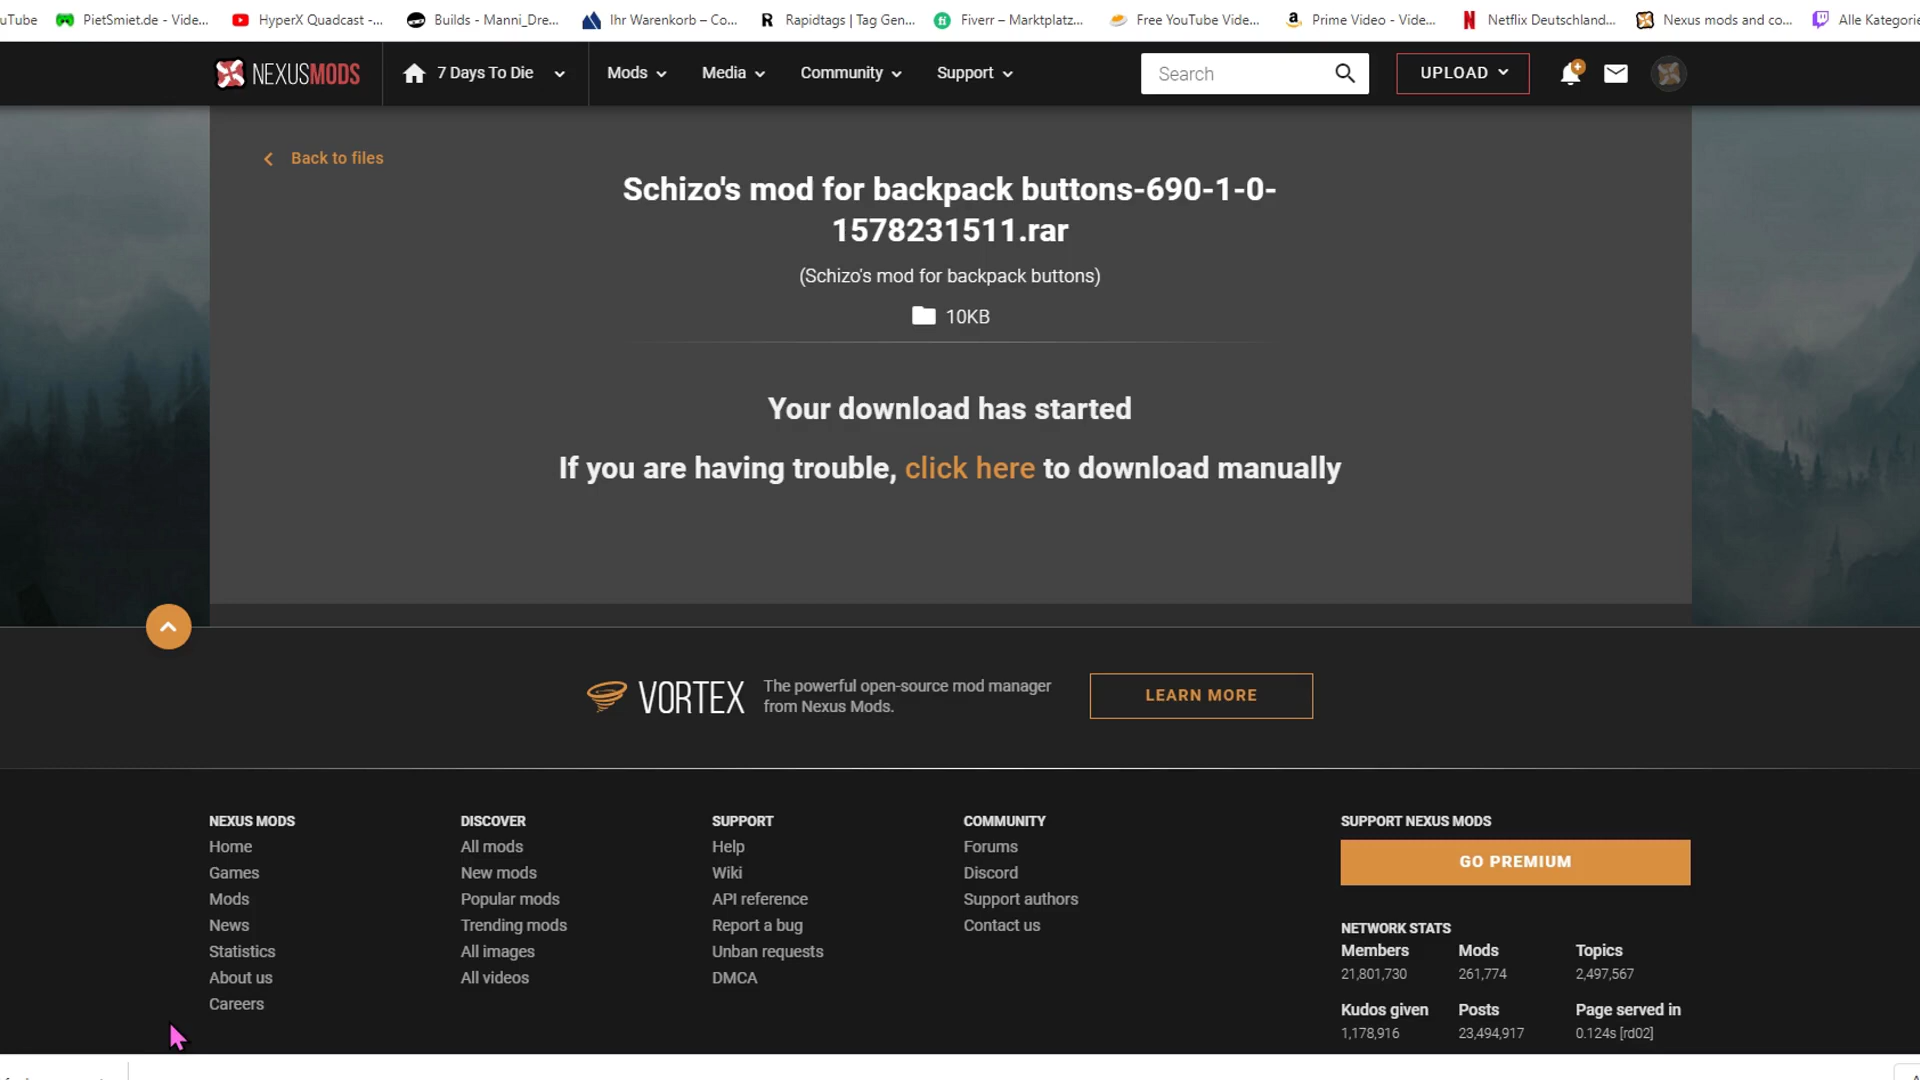 uTube PietSmiet.de - Vide... HyperX Quadcast -... Builds - Manni_Dre... Ihr Warenkorb – Co... Rapidtags | Tag Gen... Fiverr – Marktplatz... Free YouTube Vide... Prime Video - Vide... Netflix Deutschland... Nexus mods and co... Alle Kategorie
NEXUSMODS 7 Days To Die Mods Media Community Support Search UPLOAD
Back to files
Schizo's mod for backpack buttons-690-1-0-
1578231511.rar
(Schizo's mod for backpack buttons)
10KB
Your download has started
If you are having trouble, click here to download manually
VORTEX
The powerful open-source mod manager
from Nexus Mods.
LEARN MORE
NEXUS MODS
Home
Games
Mods
News
Statistics
About us
Careers
DISCOVER
All mods
New mods
Popular mods
Trending mods
All images
All videos
SUPPORT
Help
Wiki
API reference
Report a bug
Unban requests
DMCA
COMMUNITY
Forums
Discord
Support authors
Contact us
SUPPORT NEXUS MODS
GO PREMIUM
NETWORK STATS
Members Mods Topics
21,801,730 261,774 2,497,567
Kudos given Posts Page served in
1,178,916 23,494,917 0.124s [rd02]